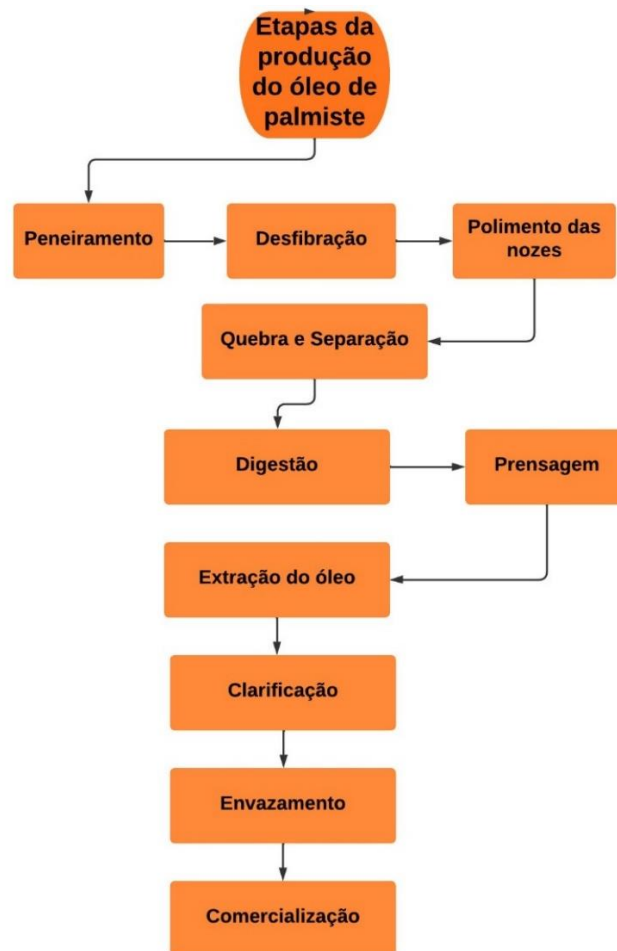 Etapas da
produção
do óleo de
palmiste
Peneiramento
Desfibração
Polimento das
nozes
Quebra e Separação
Digestão
Prensagem
Extração do óleo
Clarificação
Envazamento
Comercialização